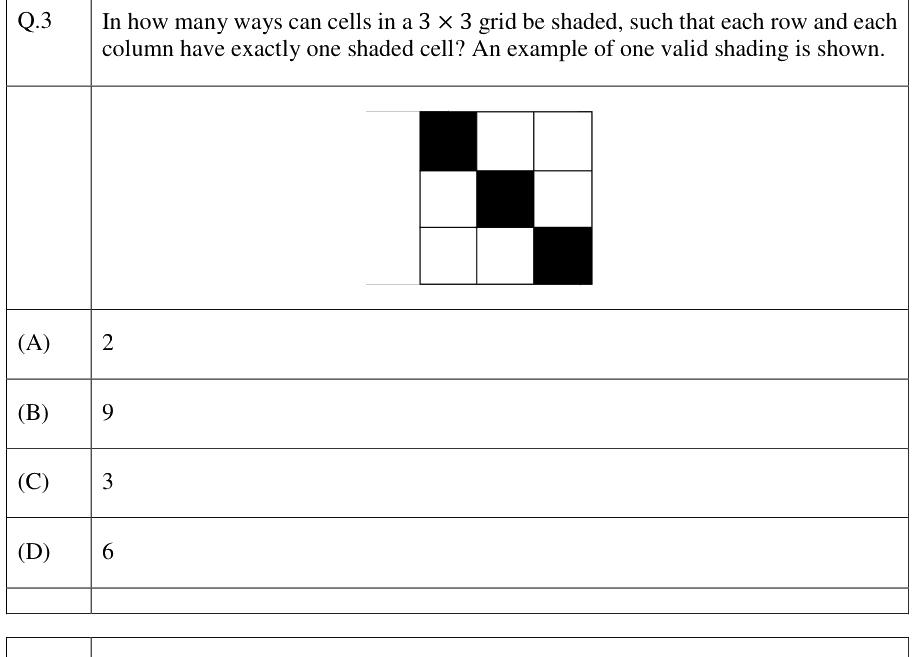 Q.3
In how many ways can cells in a 3 × 3 grid be shaded, such that each row and each
column have exactly one shaded cell? An example of one valid shading is shown.
(A) 2
(B) 9
(C) 3
(D) 6